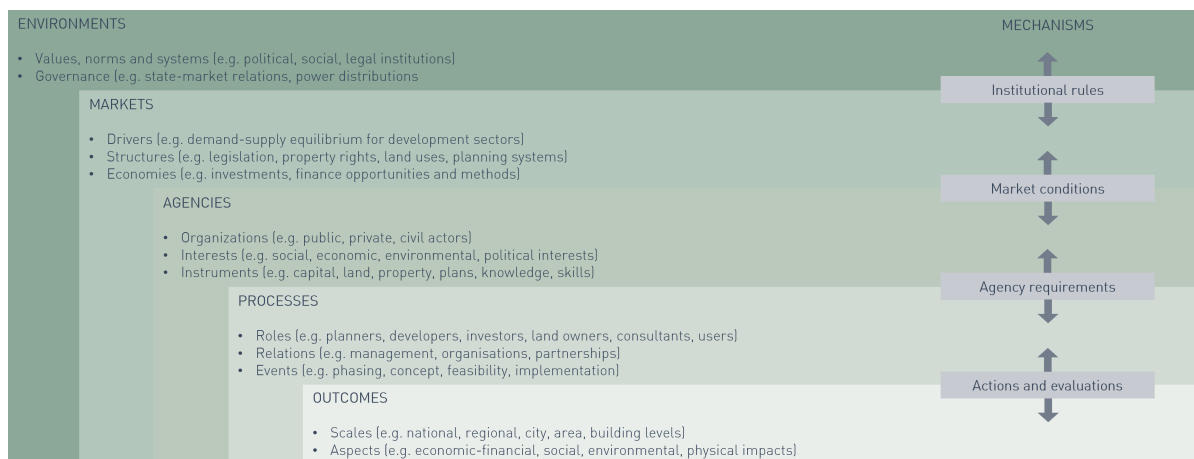 ENVIRONMENTS
MECHANISMS
• Values, norms and systems (e.g. political, social, legal institutions)
• Governance (e.g. state-market relations, power distributions
Institutional rules
MARKETS
• Drivers (e.g. demand-supply equilibrium for development sectors)
• Structures (e.g. legislation, property rights, land uses, planning systems)
• Economies (e.g. investments, finance opportunities and methods)
Market conditions
AGENCIES
• Organizations (e.g. public, private, civil actors)
• Interests (e.g. social, economic, environmental, political interests)
• Instruments (e.g. capital, land, property, plans, knowledge, skills)
Agency requirements
PROCESSES
• Roles (e.g. planners, developers, investors, land owners, consultants, users)
• Relations (e.g. management, organisations, partnerships)
• Events (e.g. phasing, concept, feasibility, implementation)
Actions and evaluations
OUTCOMES
• Scales (e.g. national, regional, city, area, building levels)
• Aspects (e.g. economic-financial, social, environmental, physical impacts)